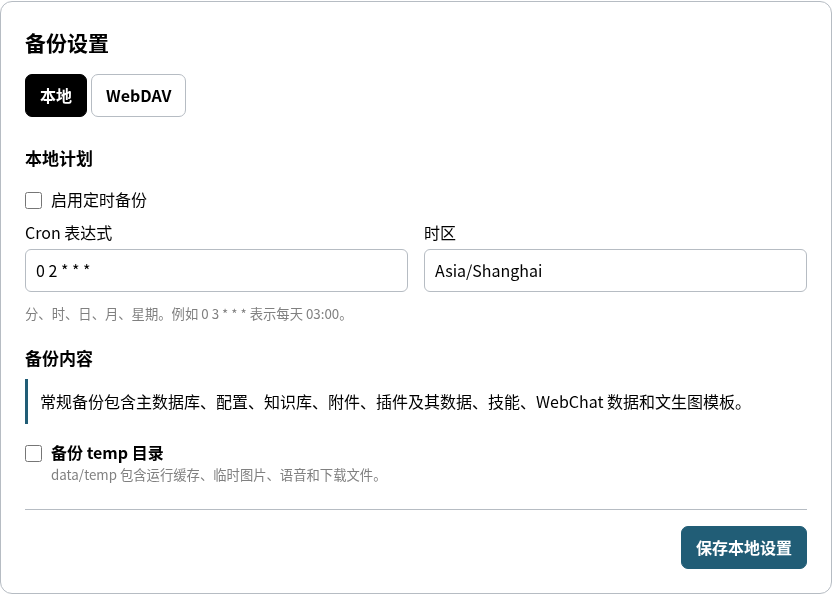 备份设置
本地 WebDAV
本地计划
启用定时备份
Cron 表达式 时区
0 2 * * * Asia/Shanghai
分、时、日、月、星期。例如 0 3 * * * 表示每天 03:00。
备份内容
常规备份包含主数据库、配置、知识库、附件、插件及其数据、技能、WebChat 数据和文生图模板。
备份 temp 目录
data/temp 包含运行缓存、临时图片、语音和下载文件。
保存本地设置